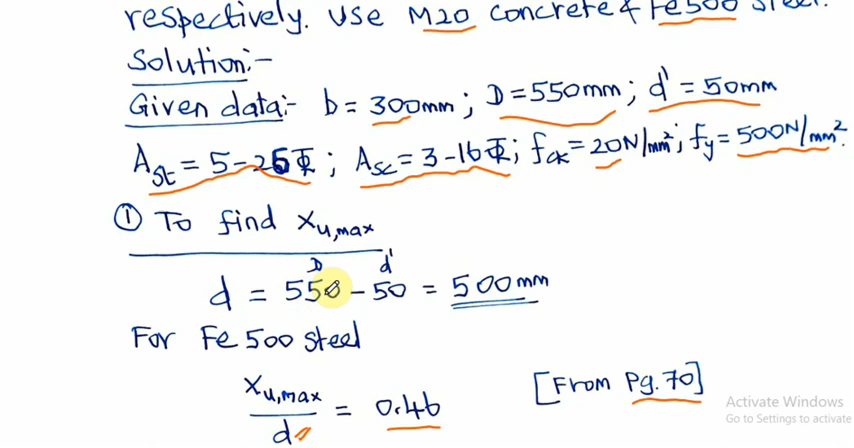 respectively. Use M20 concrete & Fe500 steel.
Solution:-
Given data:- b = 300mm ; D = 550mm ; d' = 50mm
Ast = 5-25Φ ; Asc = 3-16Φ ; fck = 20N/mm² ; fy = 500N/mm².
① To find xu,max
D d'
d = 550 - 50 = 500mm
For Fe500 steel
xu,max
/d = 0.46 [From Pg.70]
Activate Windows
Go to Settings to activate